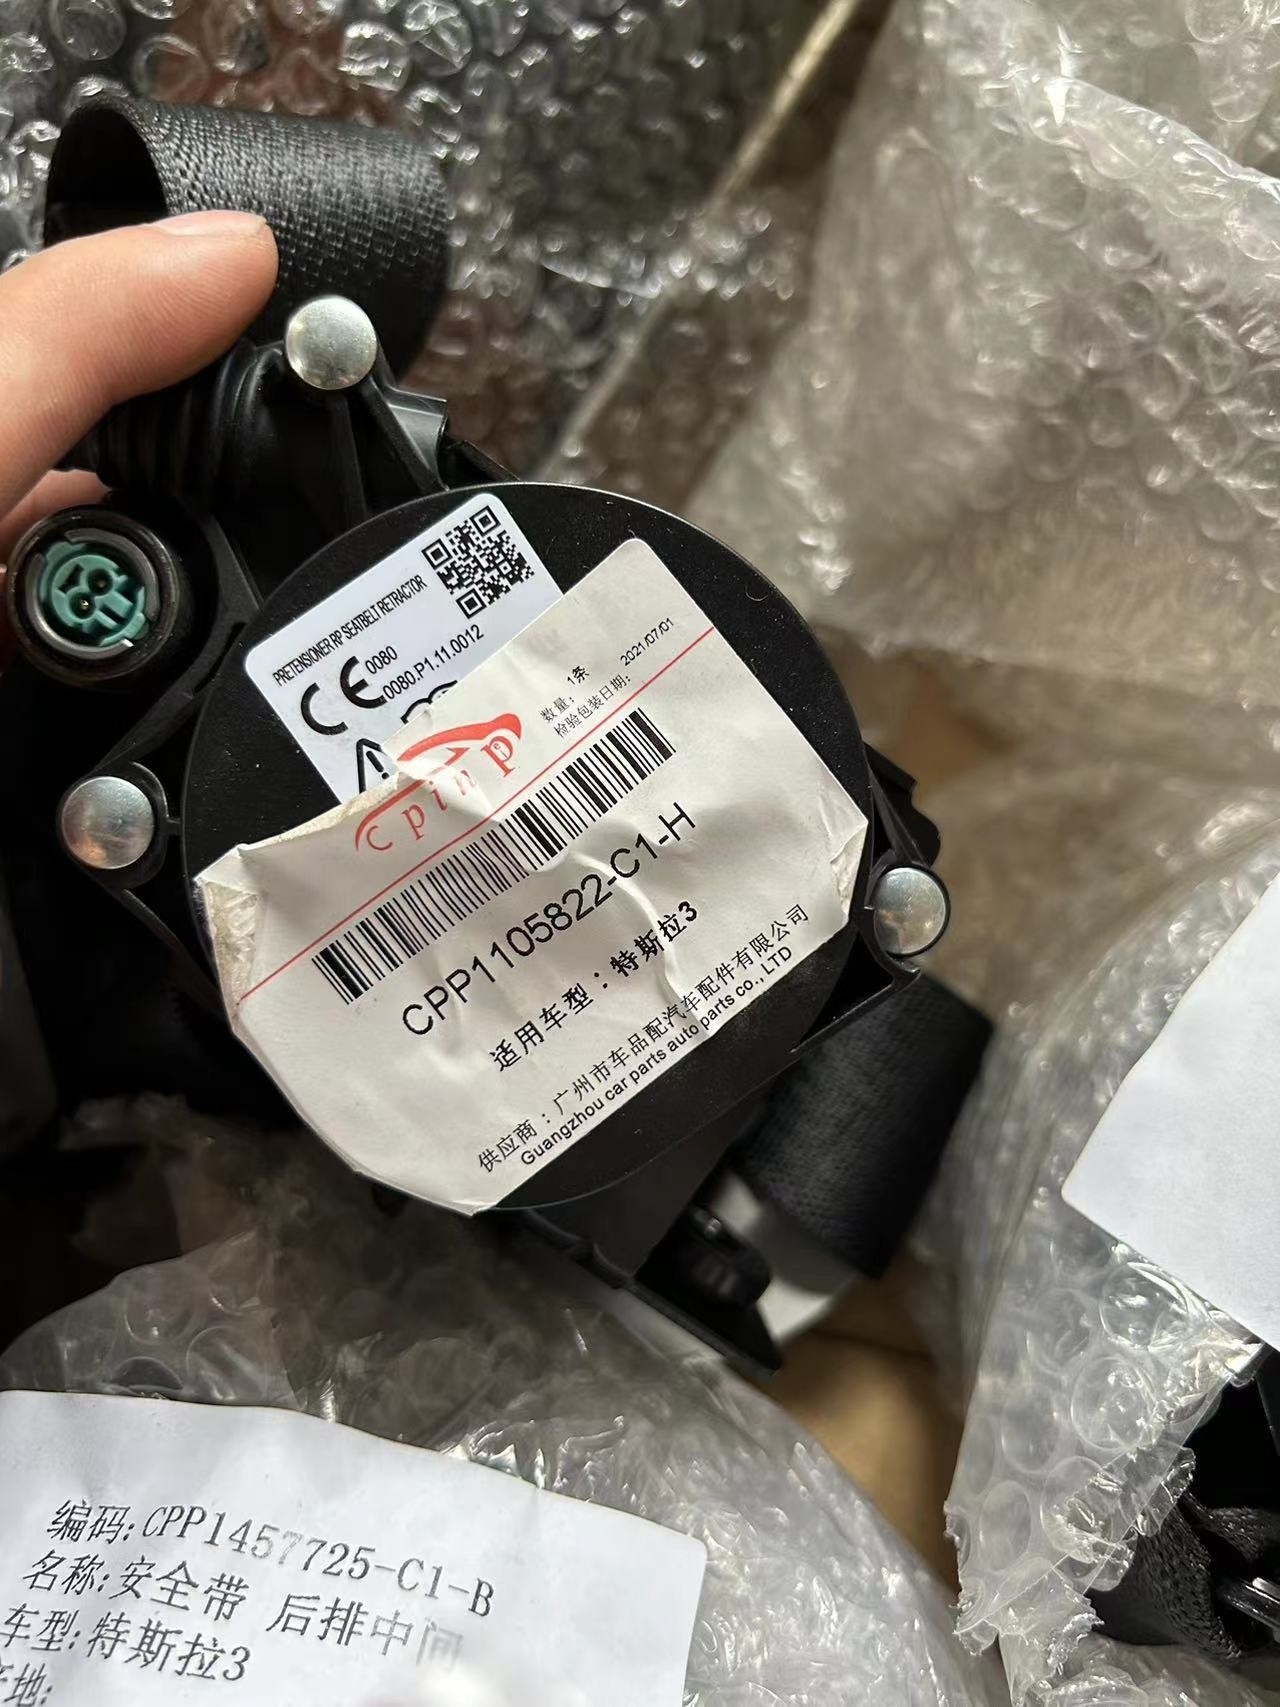 PRETENSIONER RP SEATBELT RETRACTOR
CE 0080
0080.P1.11.0012
cpinp
数量：1条
检验包装日期：2021/07/01
CPP1105822-C1-H
适用车型：特斯拉3
供应商：广州市车品配汽车配件有限公司
Guangzhou car parts auto parts co., LTD
编码:CPP1457725-C1-B
名称:安全带 后排中间
车型:特斯拉3
产地: